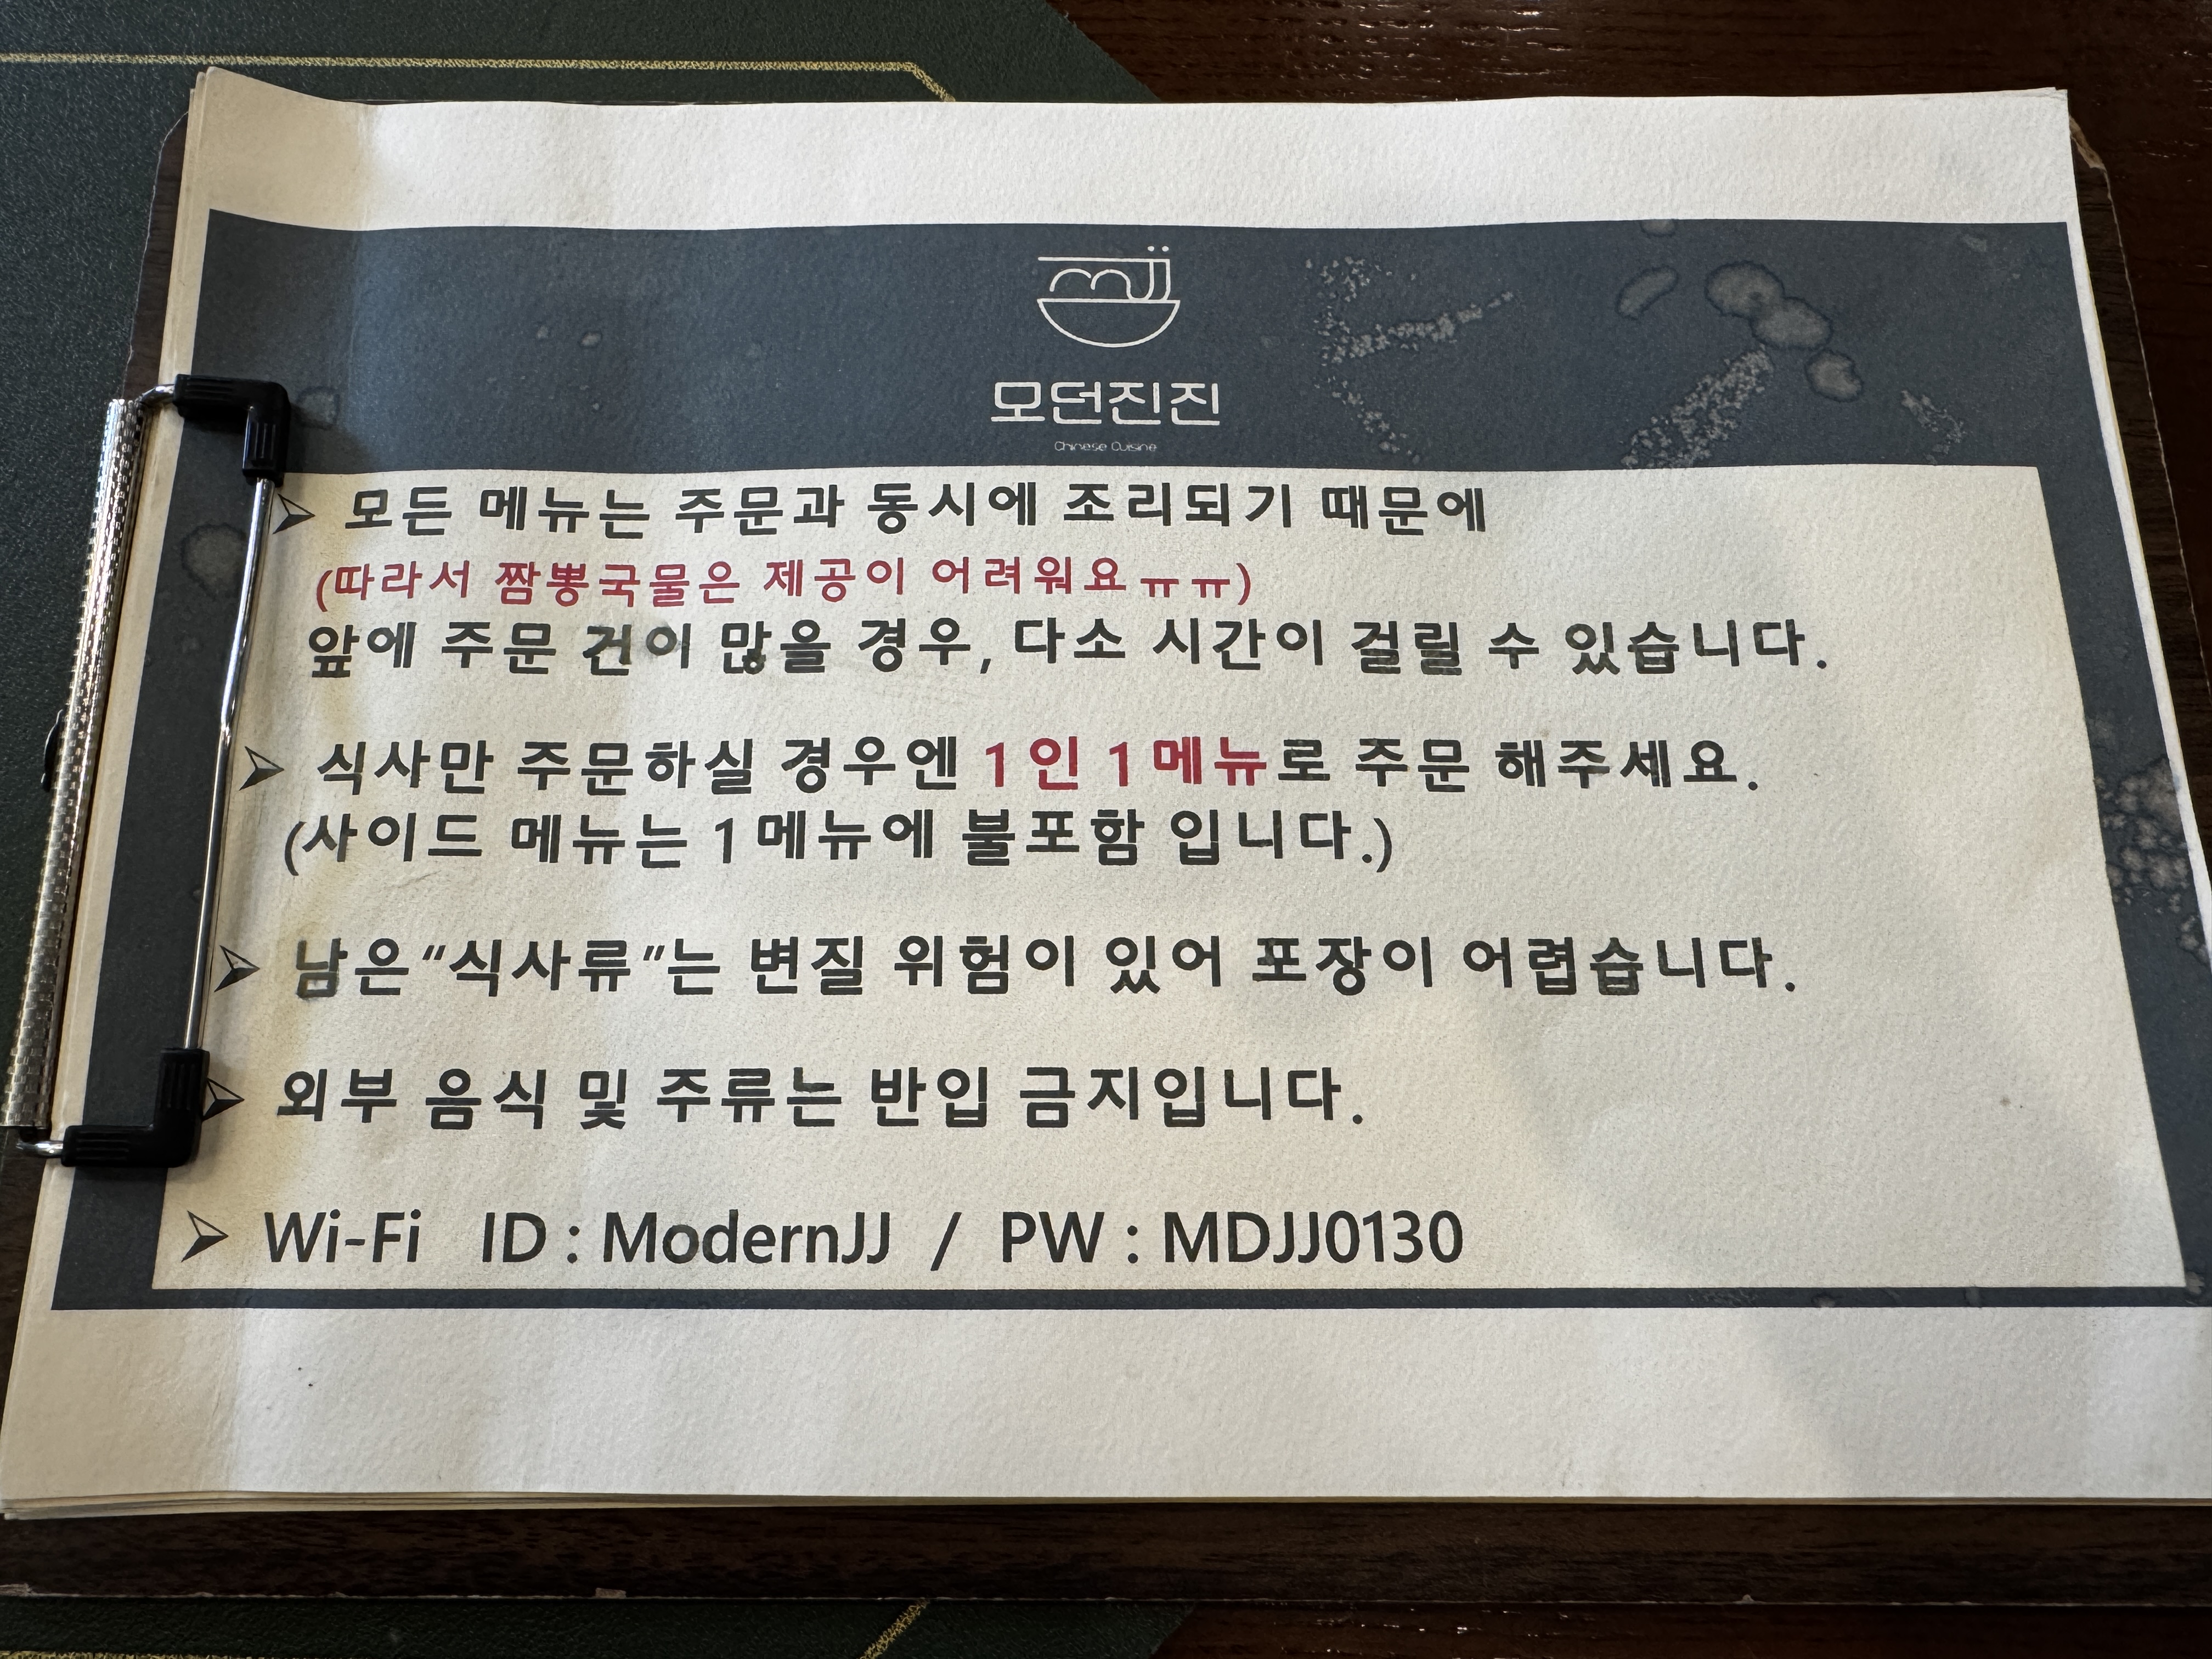 mjj
모던진진
Chinese Cuisine
➢ 모든 메뉴는 주문과 동시에 조리되기 때문에
(따라서 짬뽕국물은 제공이 어려워요ㅠㅠ)
앞에 주문 건이 많을 경우, 다소 시간이 걸릴 수 있습니다.
➢ 식사만 주문하실 경우엔 1인 1메뉴로 주문 해주세요.
(사이드 메뉴는 1메뉴에 불포함 입니다.)
➢ 남은“식사류”는 변질 위험이 있어 포장이 어렵습니다.
➢ 외부 음식 및 주류는 반입 금지입니다.
➢ Wi-Fi ID : ModernJJ / PW : MDJJ0130